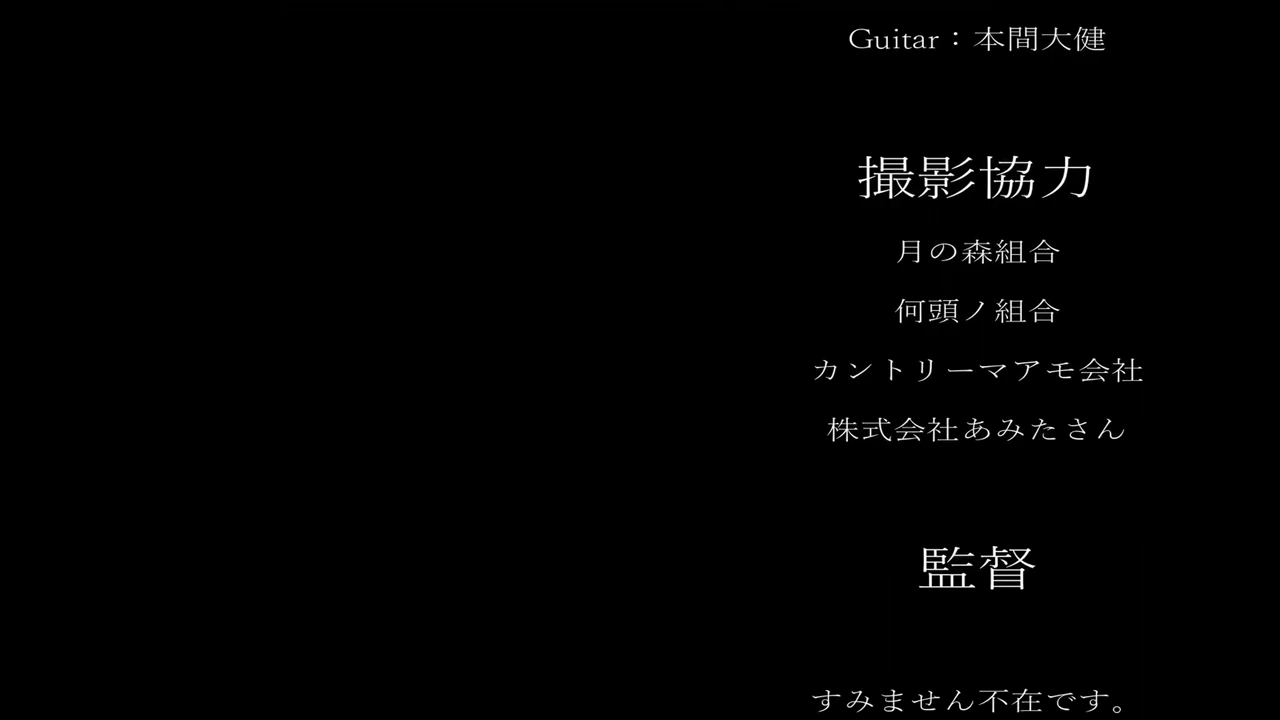 Guitar：本間大健
撮影協力
月の森組合
何頭ノ組合
カントリーマアモ会社
株式会社あみたさん
監督
すみません不在です。